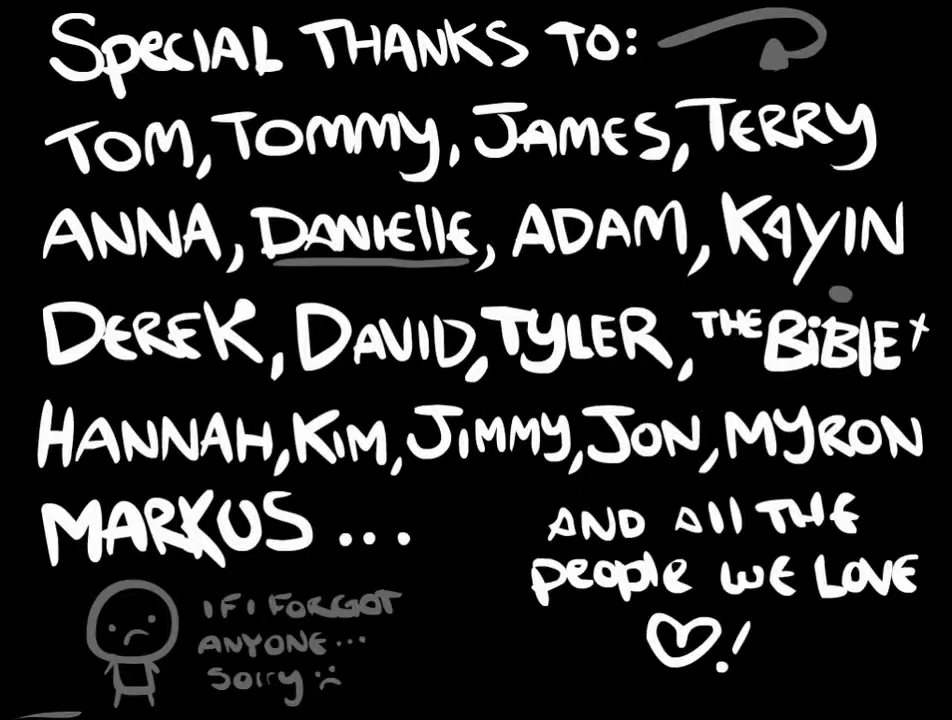 SPECIAL THANKS TO:
TOM, TOMMY, JAMES, TERRY
ANNA, DANIELLE, ADAM, KAYIN
DEREK, DAVID, TYLER, THE BIBLE
HANNAH, KIM, JIMMY, JON, MYRON
MARKUS...
AND ALL THE
PEOPLE WE LOVE
♡!
IF I FORGOT
ANYONE...
SORRY :(